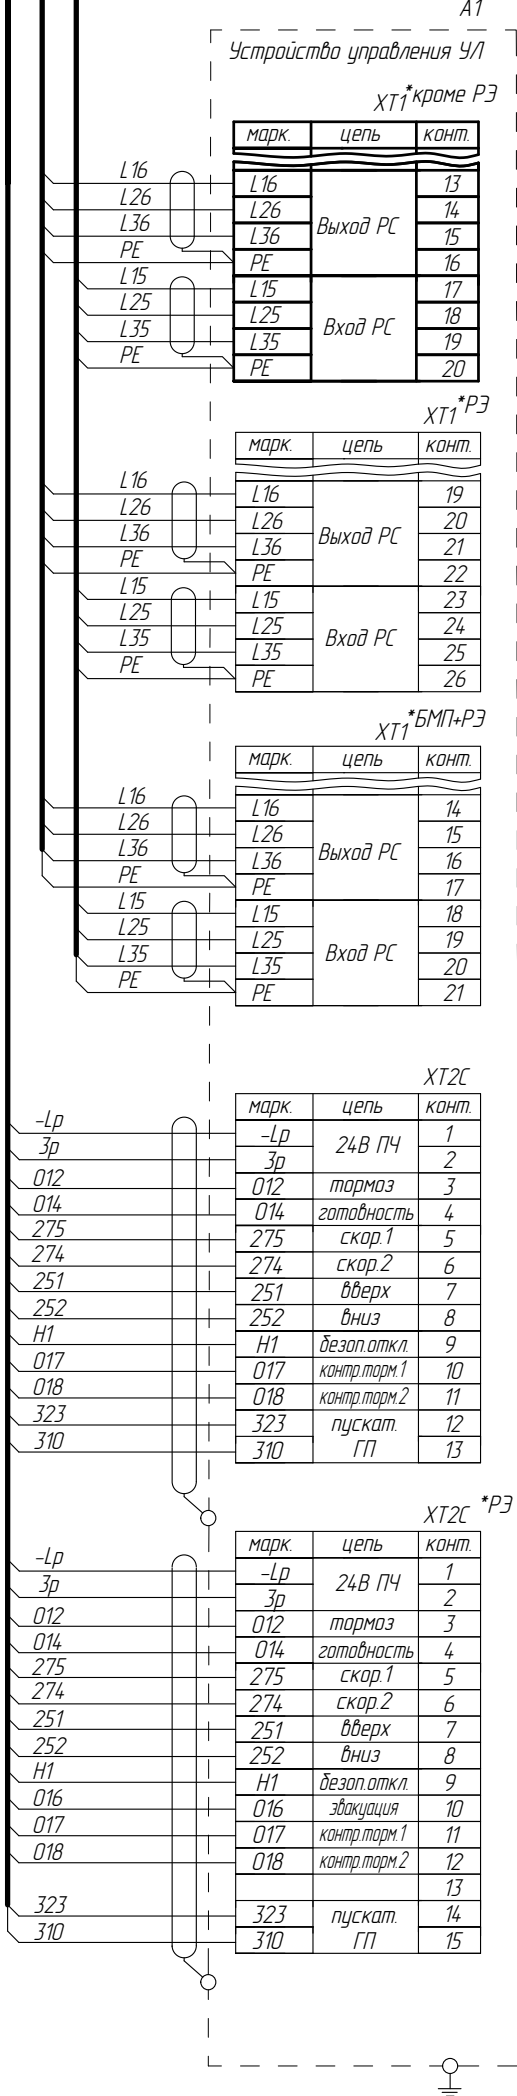 А1
Устройство управления УЛ
XT1 *кроме РЭ
марк. цепь конт.
L16 L16 Выход РС 13
L26 L26 14
L36 L36 15
PE PE 16
L15 L15 Вход РС 17
L25 L25 18
L35 L35 19
PE PE 20
XT1 *РЭ
марк. цепь конт.
L16 L16 Выход РС 19
L26 L26 20
L36 L36 21
PE PE 22
L15 L15 Вход РС 23
L25 L25 24
L35 L35 25
PE PE 26
XT1 *БМП+РЭ
марк. цепь конт.
L16 L16 Выход РС 14
L26 L26 15
L36 L36 16
PE PE 17
L15 L15 Вход РС 18
L25 L25 19
L35 L35 20
PE PE 21
XT2C
марк. цепь конт.
-Lp -Lp 24В ПЧ 1
3p 3p 2
012 012 тормоз 3
014 014 готовность 4
275 275 скор.1 5
274 274 скор.2 6
251 251 вверх 7
252 252 вниз 8
H1 H1 безоп.откл. 9
017 017 контр.торм.1 10
018 018 контр.торм.2 11
323 323 пускат. 12
310 310 ГП 13
XT2C *РЭ
марк. цепь конт.
-Lp -Lp 24В ПЧ 1
3p 3p 2
012 012 тормоз 3
014 014 готовность 4
275 275 скор.1 5
274 274 скор.2 6
251 251 вверх 7
252 252 вниз 8
H1 H1 безоп.откл. 9
016 016 эвакуация 10
017 017 контр.торм.1 11
018 018 контр.торм.2 12
13
323 323 пускат. 14
310 310 ГП 15